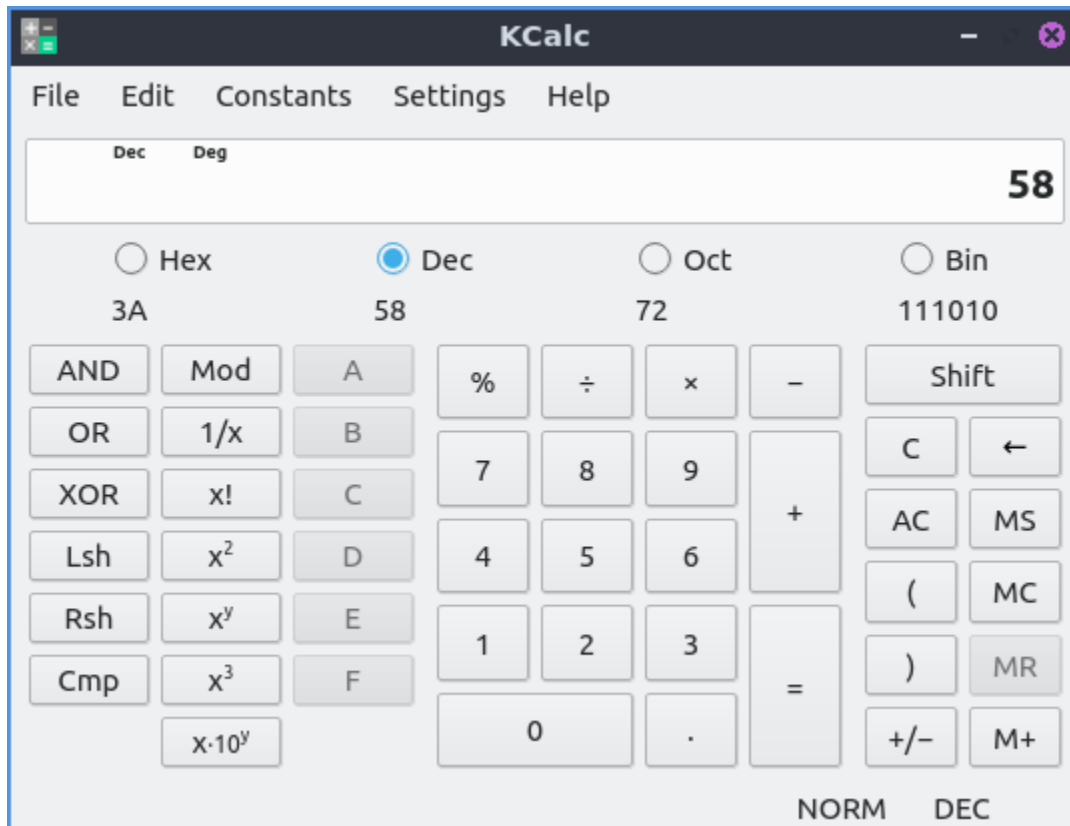 KCalc
File Edit Constants Settings Help
Dec Deg
58
Hex Dec Oct Bin
3A 58 72 111010
AND Mod A % ÷ × − Shift
OR 1/x B 7 8 9 + C ←
XOR x! C AC MS
Lsh x² D 4 5 6 ( MC
Rsh xʸ E 1 2 3 = ) MR
Cmp x³ F
x·10ʸ 0 . +/− M+
NORM DEC